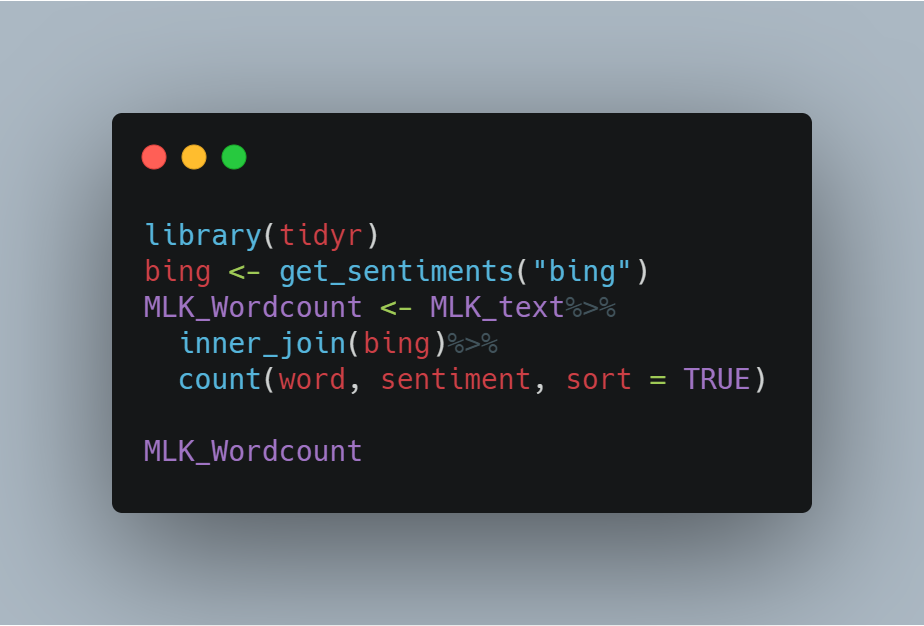 library(tidyr)
bing <- get_sentiments("bing")
MLK_Wordcount <- MLK_text%>%
  inner_join(bing)%>%
  count(word, sentiment, sort = TRUE)

MLK_Wordcount